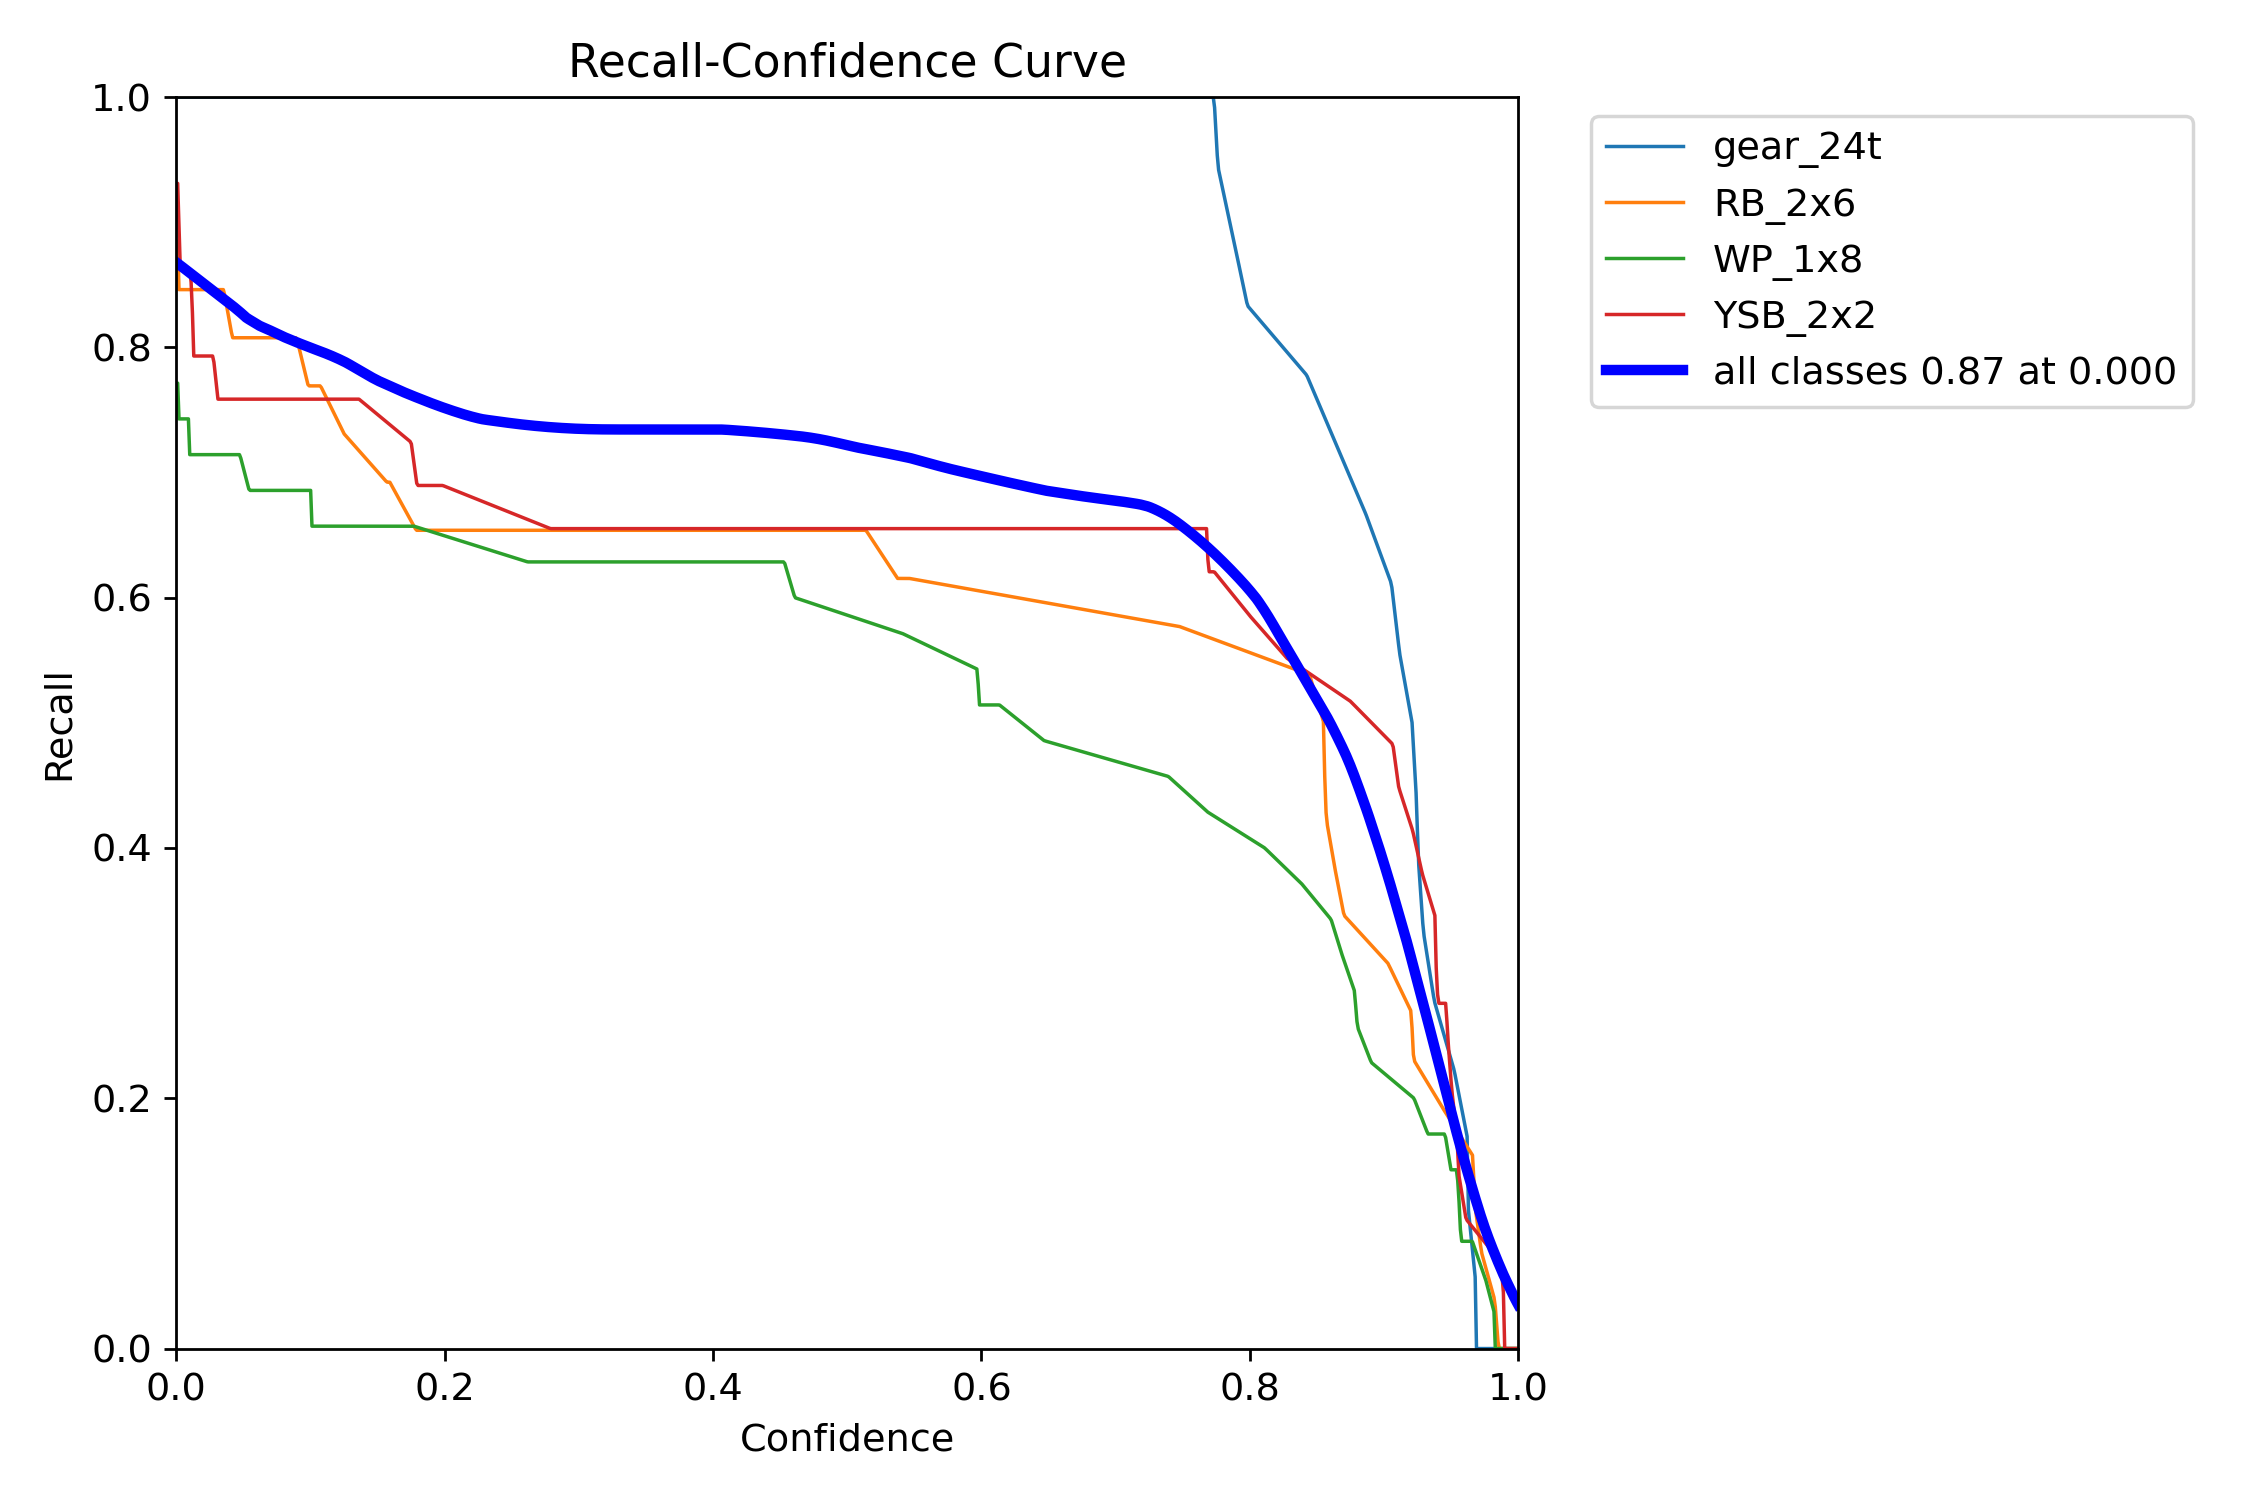 Recall-Confidence Curve
1.0
0.8
0.6
0.4
0.2
0.0
Recall
0.0 0.2 0.4 0.6 0.8 1.0
Confidence
gear_24t
RB_2x6
WP_1x8
YSB_2x2
all classes 0.87 at 0.000